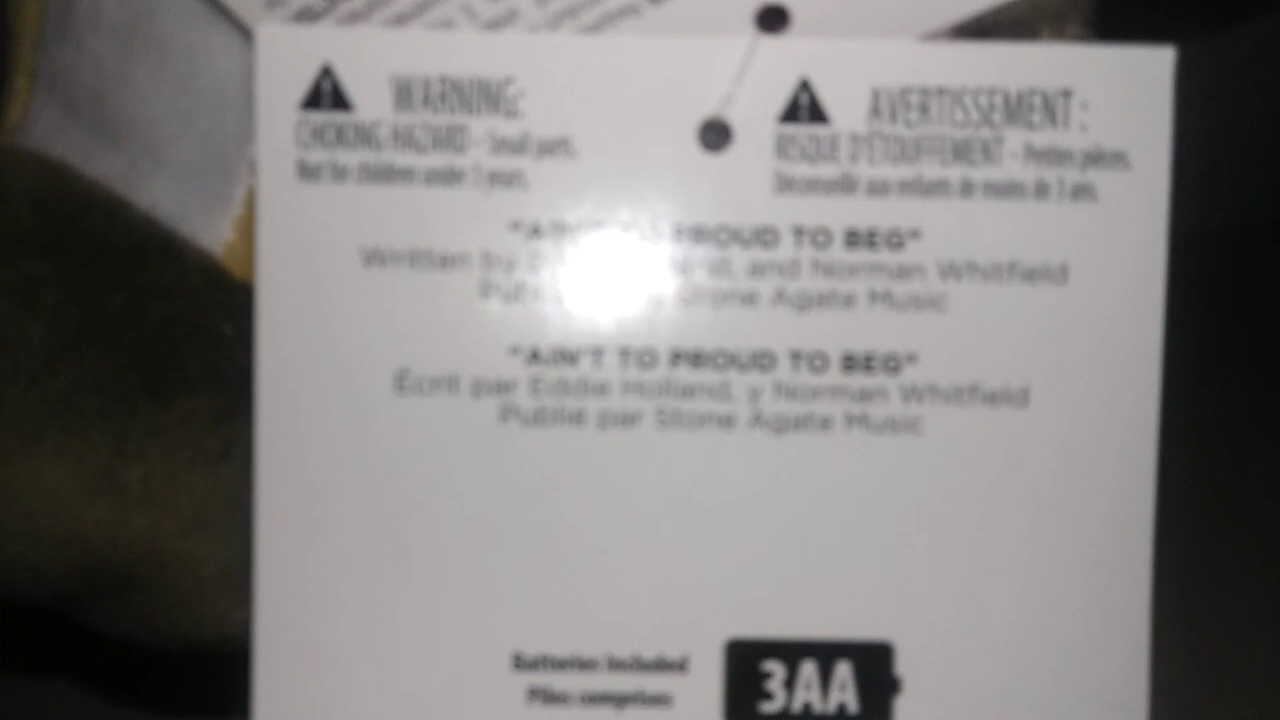 WARNING:
CHOKING HAZARD - Small parts.
Not for children under 3 years.
AVERTISSEMENT :
RISQUE D'ÉTOUFFEMENT - Petites pièces.
Déconseillé aux enfants de moins de 3 ans.
PROUD TO BEG"
Written by and Norman Whitfield
Stone Agate Music
"AIN'T TO PROUD TO BEG"
Écrit par Eddie Holland, y Norman Whitfield
Publié par Stone Agate Music
Batteries Included
Piles comprises
3AA